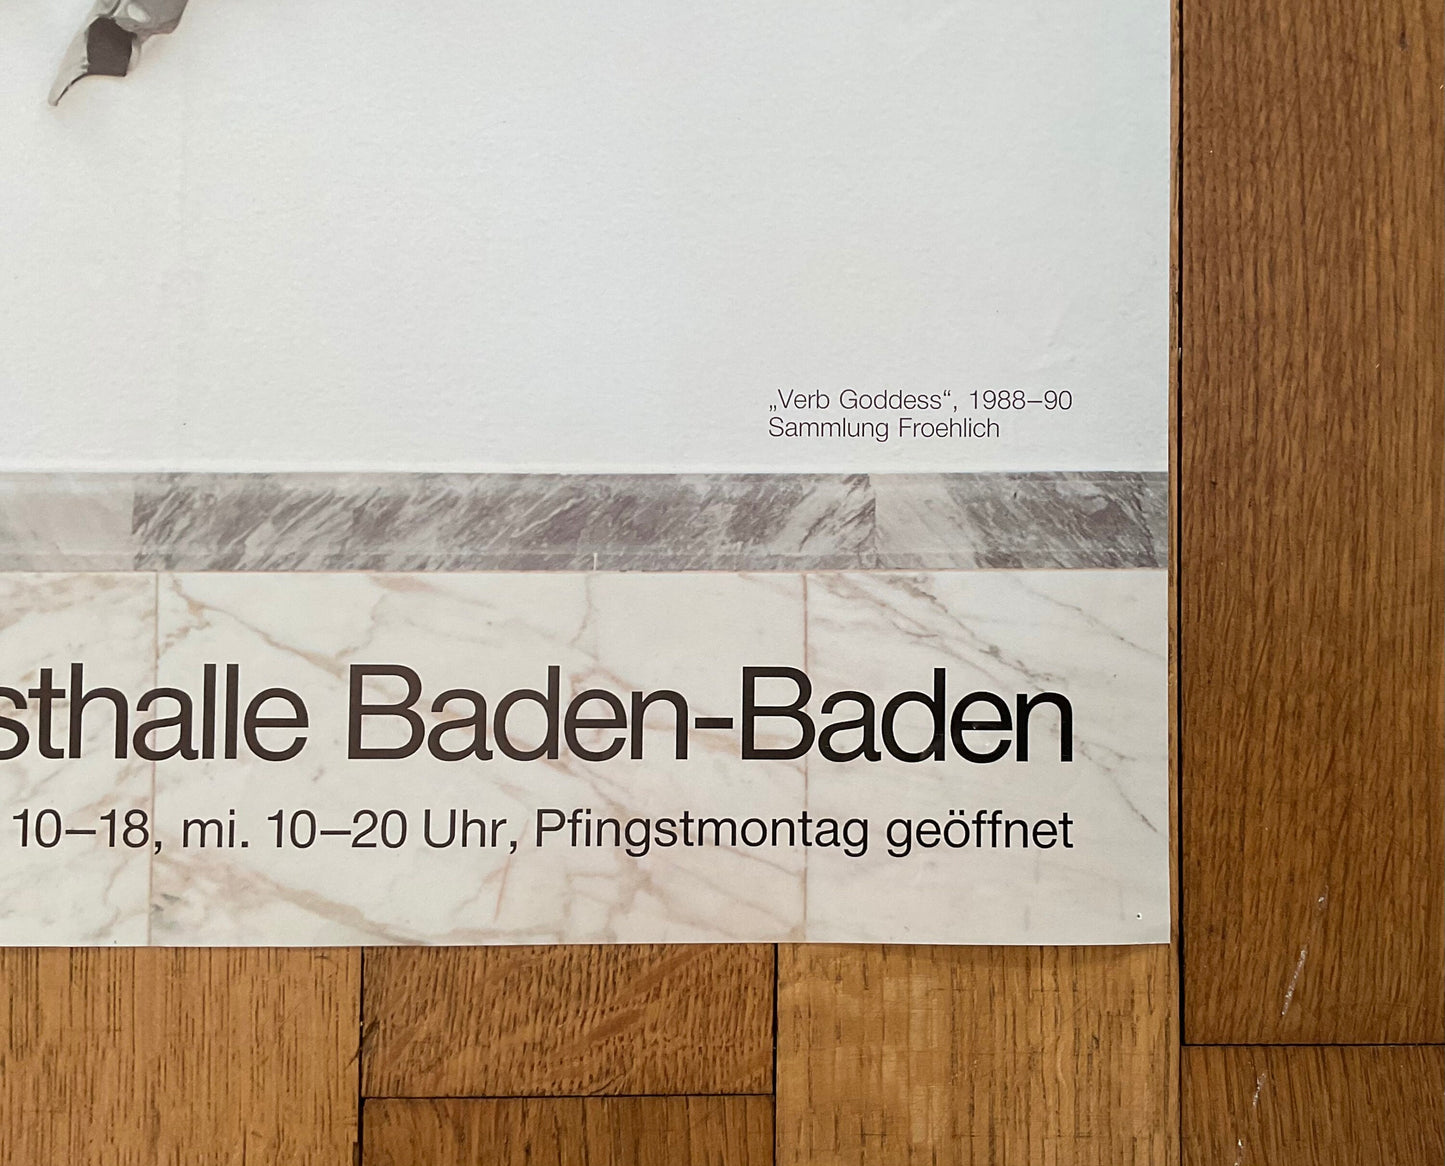 „Verb Goddess“, 1988–90
Sammlung Froehlich
sthalle Baden-Baden
10–18, mi. 10–20 Uhr, Pfingstmontag geöffnet